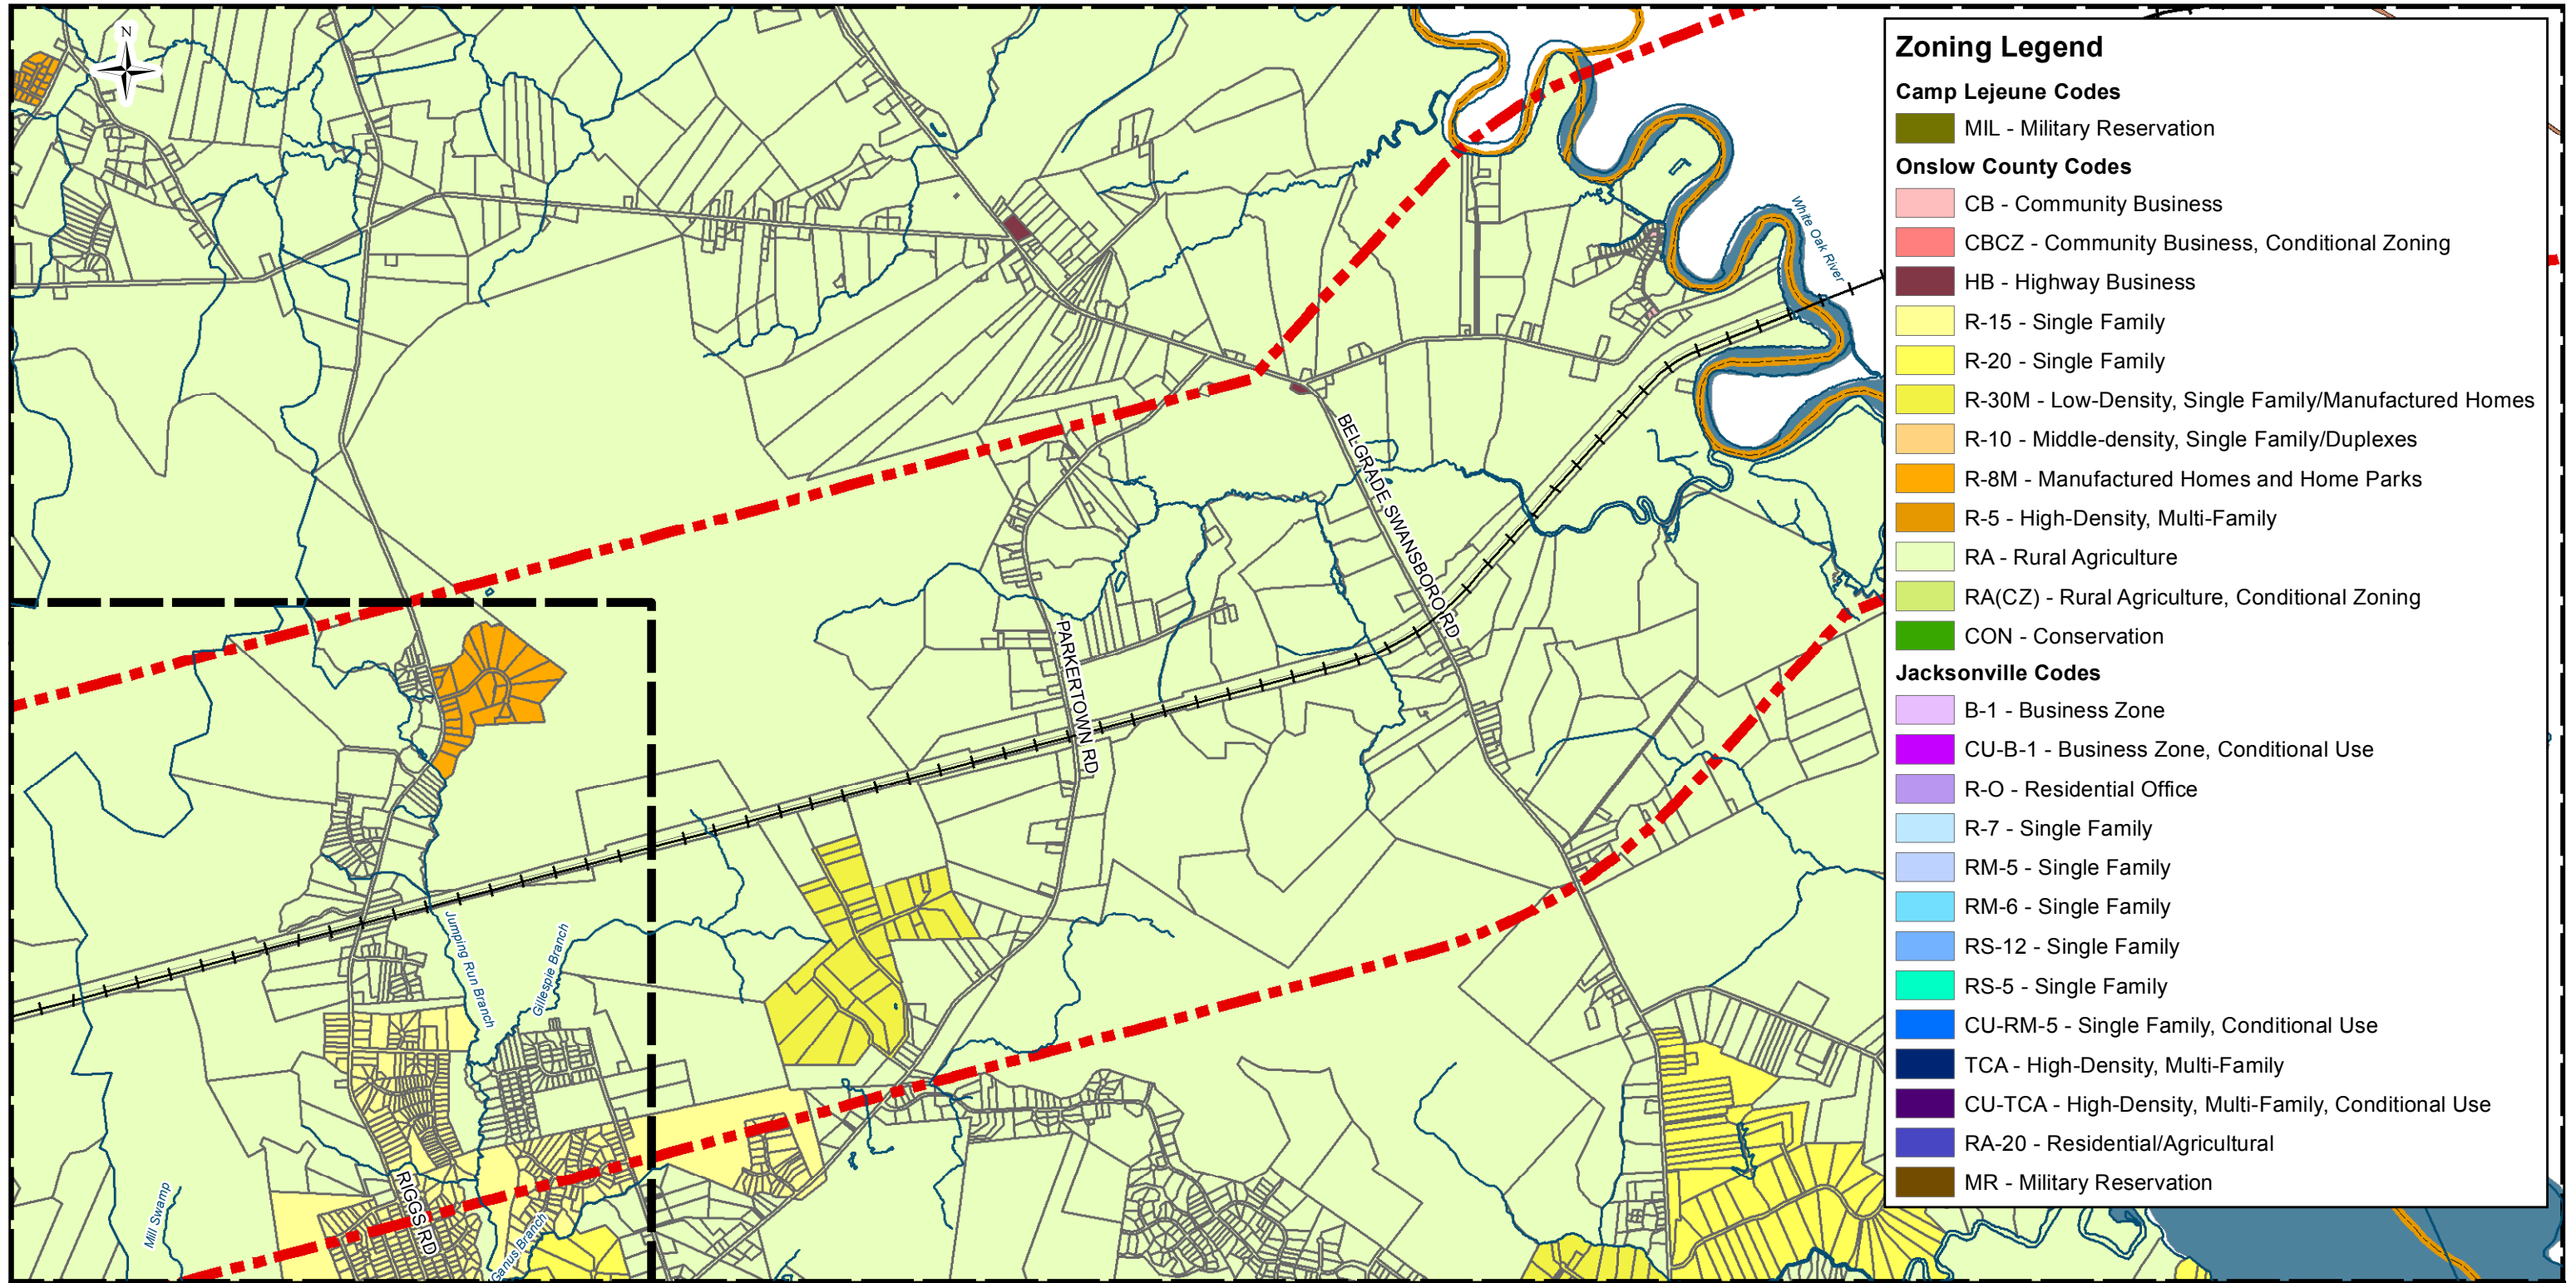 N
White Oak River
BELGRADE SWANSBORO RD
PARKERTOWN RD
Jumping Run Branch
Gillespie Branch
RIGGS RD
Mill Swamp
Ganus Branch
Zoning Legend
Camp Lejeune Codes
MIL - Military Reservation
Onslow County Codes
CB - Community Business
CBCZ - Community Business, Conditional Zoning
HB - Highway Business
R-15 - Single Family
R-20 - Single Family
R-30M - Low-Density, Single Family/Manufactured Homes
R-10 - Middle-density, Single Family/Duplexes
R-8M - Manufactured Homes and Home Parks
R-5 - High-Density, Multi-Family
RA - Rural Agriculture
RA(CZ) - Rural Agriculture, Conditional Zoning
CON - Conservation
Jacksonville Codes
B-1 - Business Zone
CU-B-1 - Business Zone, Conditional Use
R-O - Residential Office
R-7 - Single Family
RM-5 - Single Family
RM-6 - Single Family
RS-12 - Single Family
RS-5 - Single Family
CU-RM-5 - Single Family, Conditional Use
TCA - High-Density, Multi-Family
CU-TCA - High-Density, Multi-Family, Conditional Use
RA-20 - Residential/Agricultural
MR - Military Reservation